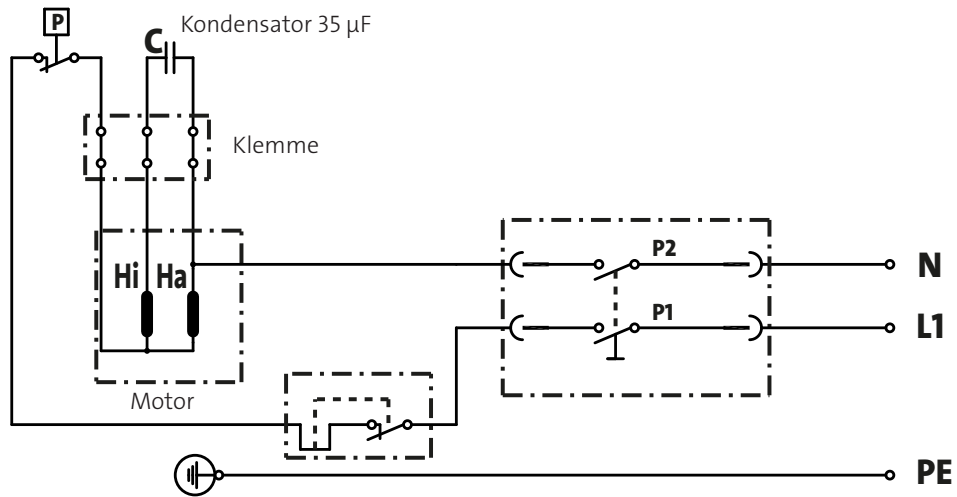 P
C
Kondensator 35 µF
Klemme
Hi Ha
Motor
P2
N
P1
L1
PE